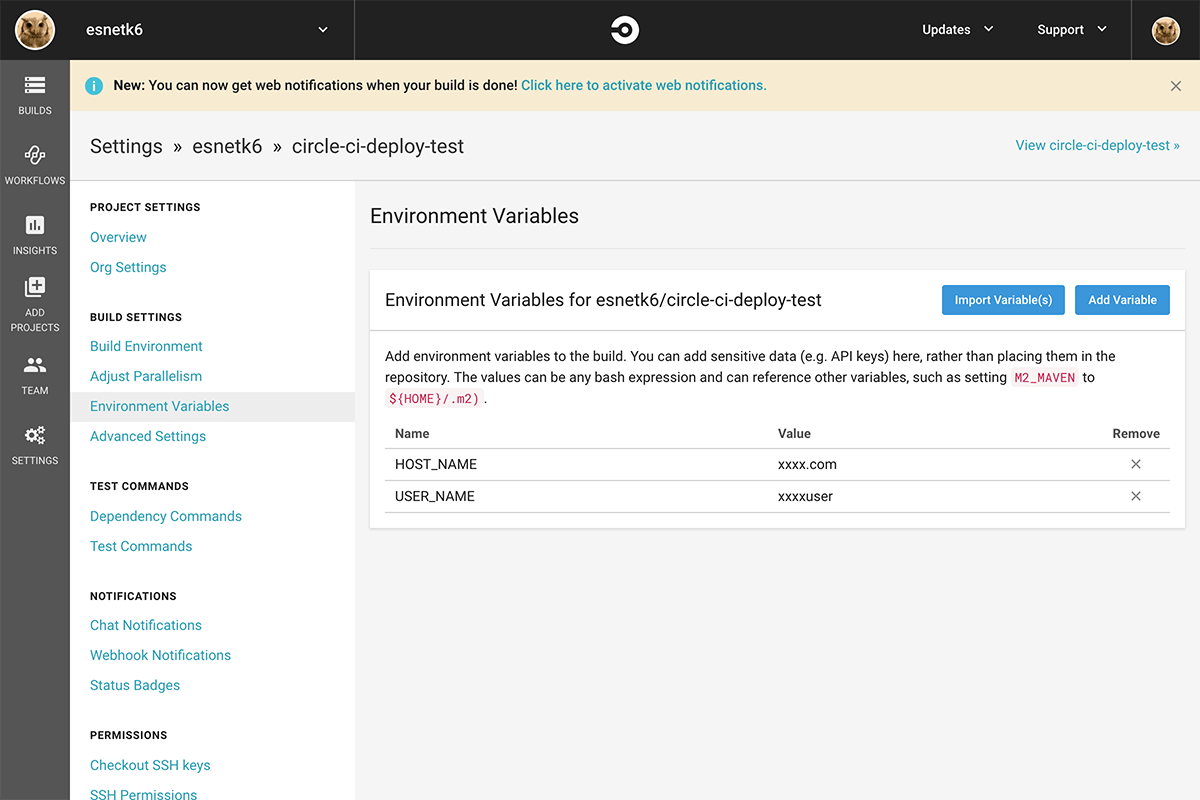 esnetk6
Updates
Support
New: You can now get web notifications when your build is done! Click here to activate web notifications.
BUILDS
WORKFLOWS
INSIGHTS
ADD
PROJECTS
TEAM
SETTINGS
Settings » esnetk6 » circle-ci-deploy-test
View circle-ci-deploy-test »
PROJECT SETTINGS
Overview
Org Settings
BUILD SETTINGS
Build Environment
Adjust Parallelism
Environment Variables
Advanced Settings
TEST COMMANDS
Dependency Commands
Test Commands
NOTIFICATIONS
Chat Notifications
Webhook Notifications
Status Badges
PERMISSIONS
Checkout SSH keys
SSH Permissions
Environment Variables
Environment Variables for esnetk6/circle-ci-deploy-test
Import Variable(s)
Add Variable
Add environment variables to the build. You can add sensitive data (e.g. API keys) here, rather than placing them in the
repository. The values can be any bash expression and can reference other variables, such as setting M2_MAVEN to
${HOME}/.m2) .
Name Value Remove
HOST_NAME xxxx.com
USER_NAME xxxxuser